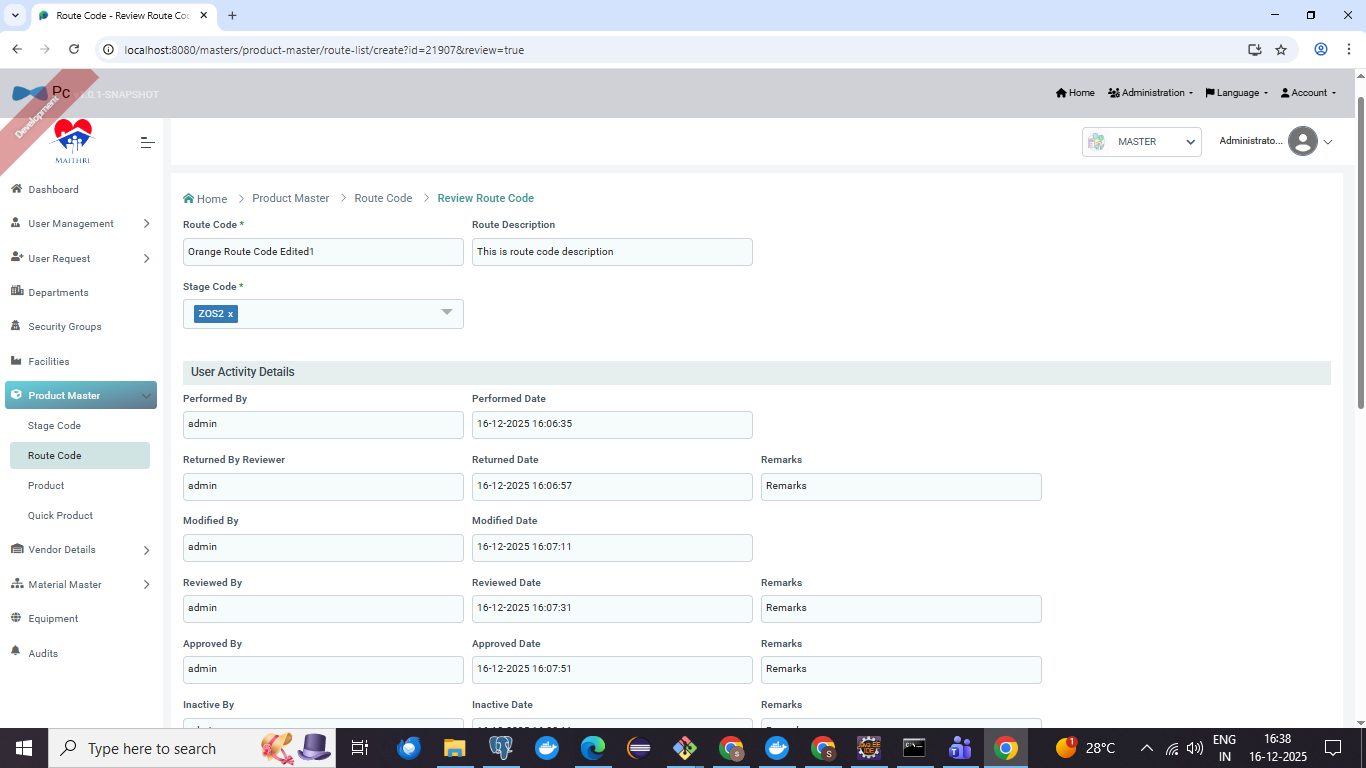 Route Code - Review Route Co
localhost:8080/masters/product-master/route-list/create?id=21907&review=true
Pc v1.0.1-SNAPSHOT
Development
Home
Administration
Language
Account
MAITHRI
MASTER
Administrato...
Dashboard
User Management
User Request
Departments
Security Groups
Facilities
Product Master
Stage Code
Route Code
Product
Quick Product
Vendor Details
Material Master
Equipment
Audits
Home > Product Master > Route Code > Review Route Code
Route Code * Route Description
Orange Route Code Edited1 This is route code description
Stage Code *
ZOS2 x
User Activity Details
Performed By Performed Date
admin 16-12-2025 16:06:35
Returned By Reviewer Returned Date Remarks
admin 16-12-2025 16:06:57 Remarks
Modified By Modified Date
admin 16-12-2025 16:07:11
Reviewed By Reviewed Date Remarks
admin 16-12-2025 16:07:31 Remarks
Approved By Approved Date Remarks
admin 16-12-2025 16:07:51 Remarks
Inactive By Inactive Date Remarks
Type here to search
28°C
ENG
IN
16:38
16-12-2025